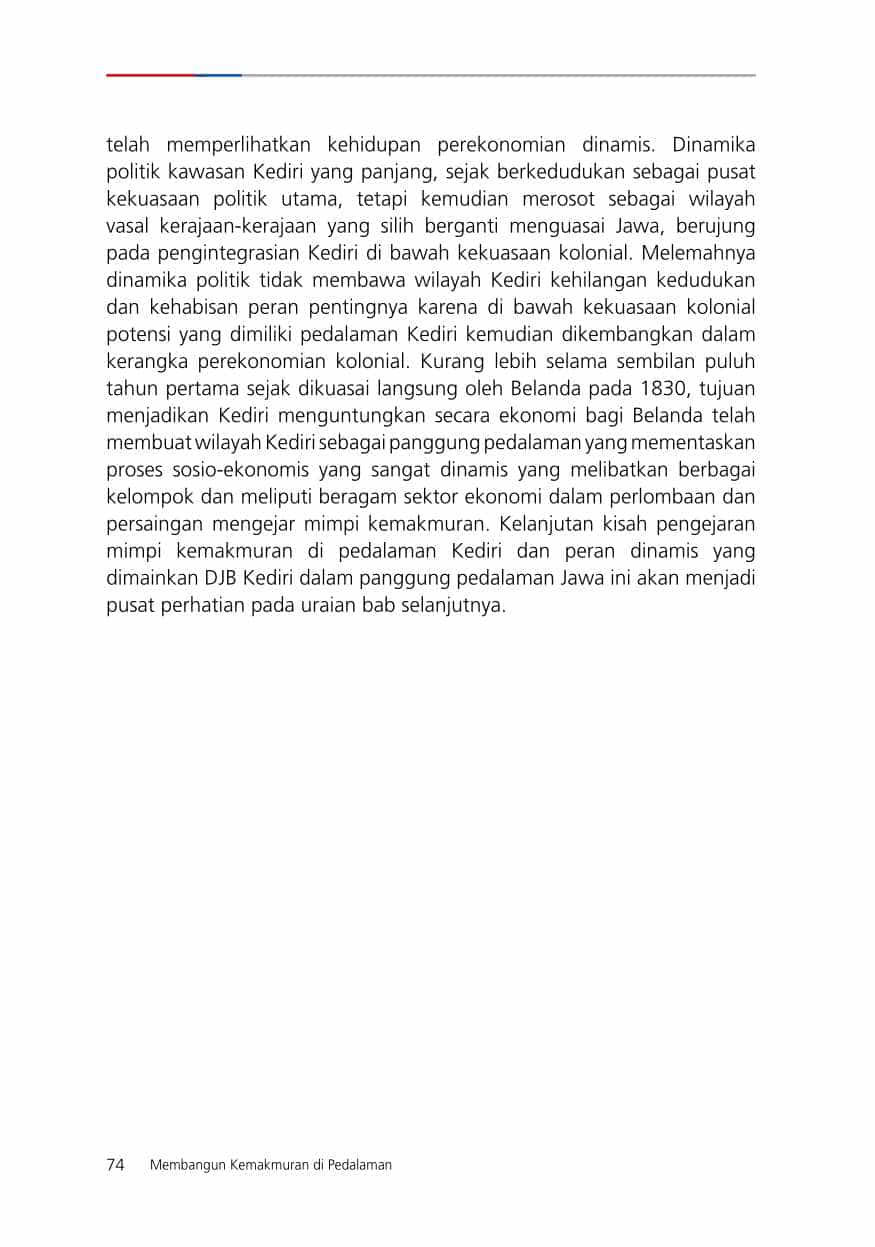 telah memperlihatkan kehidupan perekonomian dinamis. Dinamika
politik kawasan Kediri yang panjang, sejak berkedudukan sebagai pusat
kekuasaan politik utama, tetapi kemudian merosot sebagai wilayah
vasal kerajaan-kerajaan yang silih berganti menguasai Jawa, berujung
pada pengintegrasian Kediri di bawah kekuasaan kolonial. Melemahnya
dinamika politik tidak membawa wilayah Kediri kehilangan kedudukan
dan kehabisan peran pentingnya karena di bawah kekuasaan kolonial
potensi yang dimiliki pedalaman Kediri kemudian dikembangkan dalam
kerangka perekonomian kolonial. Kurang lebih selama sembilan puluh
tahun pertama sejak dikuasai langsung oleh Belanda pada 1830, tujuan
menjadikan Kediri menguntungkan secara ekonomi bagi Belanda telah
membuat wilayah Kediri sebagai panggung pedalaman yang mementaskan
proses sosio-ekonomis yang sangat dinamis yang melibatkan berbagai
kelompok dan meliputi beragam sektor ekonomi dalam perlombaan dan
persaingan mengejar mimpi kemakmuran. Kelanjutan kisah pengejaran
mimpi kemakmuran di pedalaman Kediri dan peran dinamis yang
dimainkan DJB Kediri dalam panggung pedalaman Jawa ini akan menjadi
pusat perhatian pada uraian bab selanjutnya.
74 Membangun Kemakmuran di Pedalaman